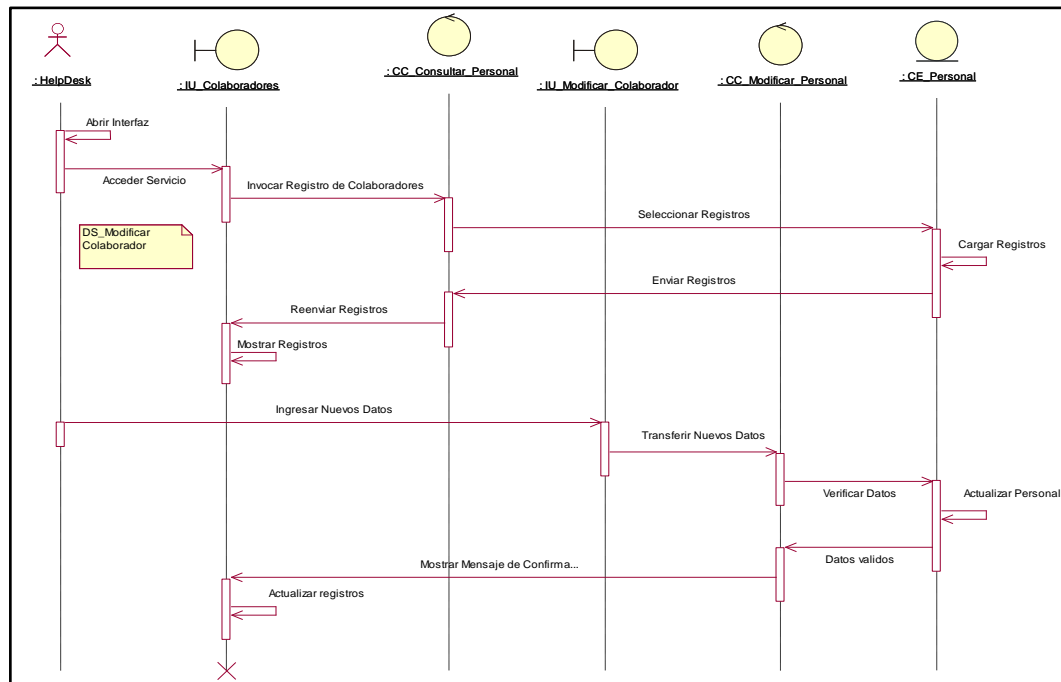 : HelpDesk
: IU_Colaboradores
: CC_Consultar_Personal
: IU_Modificar_Colaborador
: CC_Modificar_Personal
: CE_Personal
Abrir Interfaz
Acceder Servicio
Invocar Registro de Colaboradores
Seleccionar Registros
DS_Modificar
Colaborador
Cargar Registros
Enviar Registros
Reenviar Registros
Mostrar Registros
Ingresar Nuevos Datos
Transferir Nuevos Datos
Verificar Datos
Actualizar Personal
Datos validos
Mostrar Mensaje de Confirma...
Actualizar registros